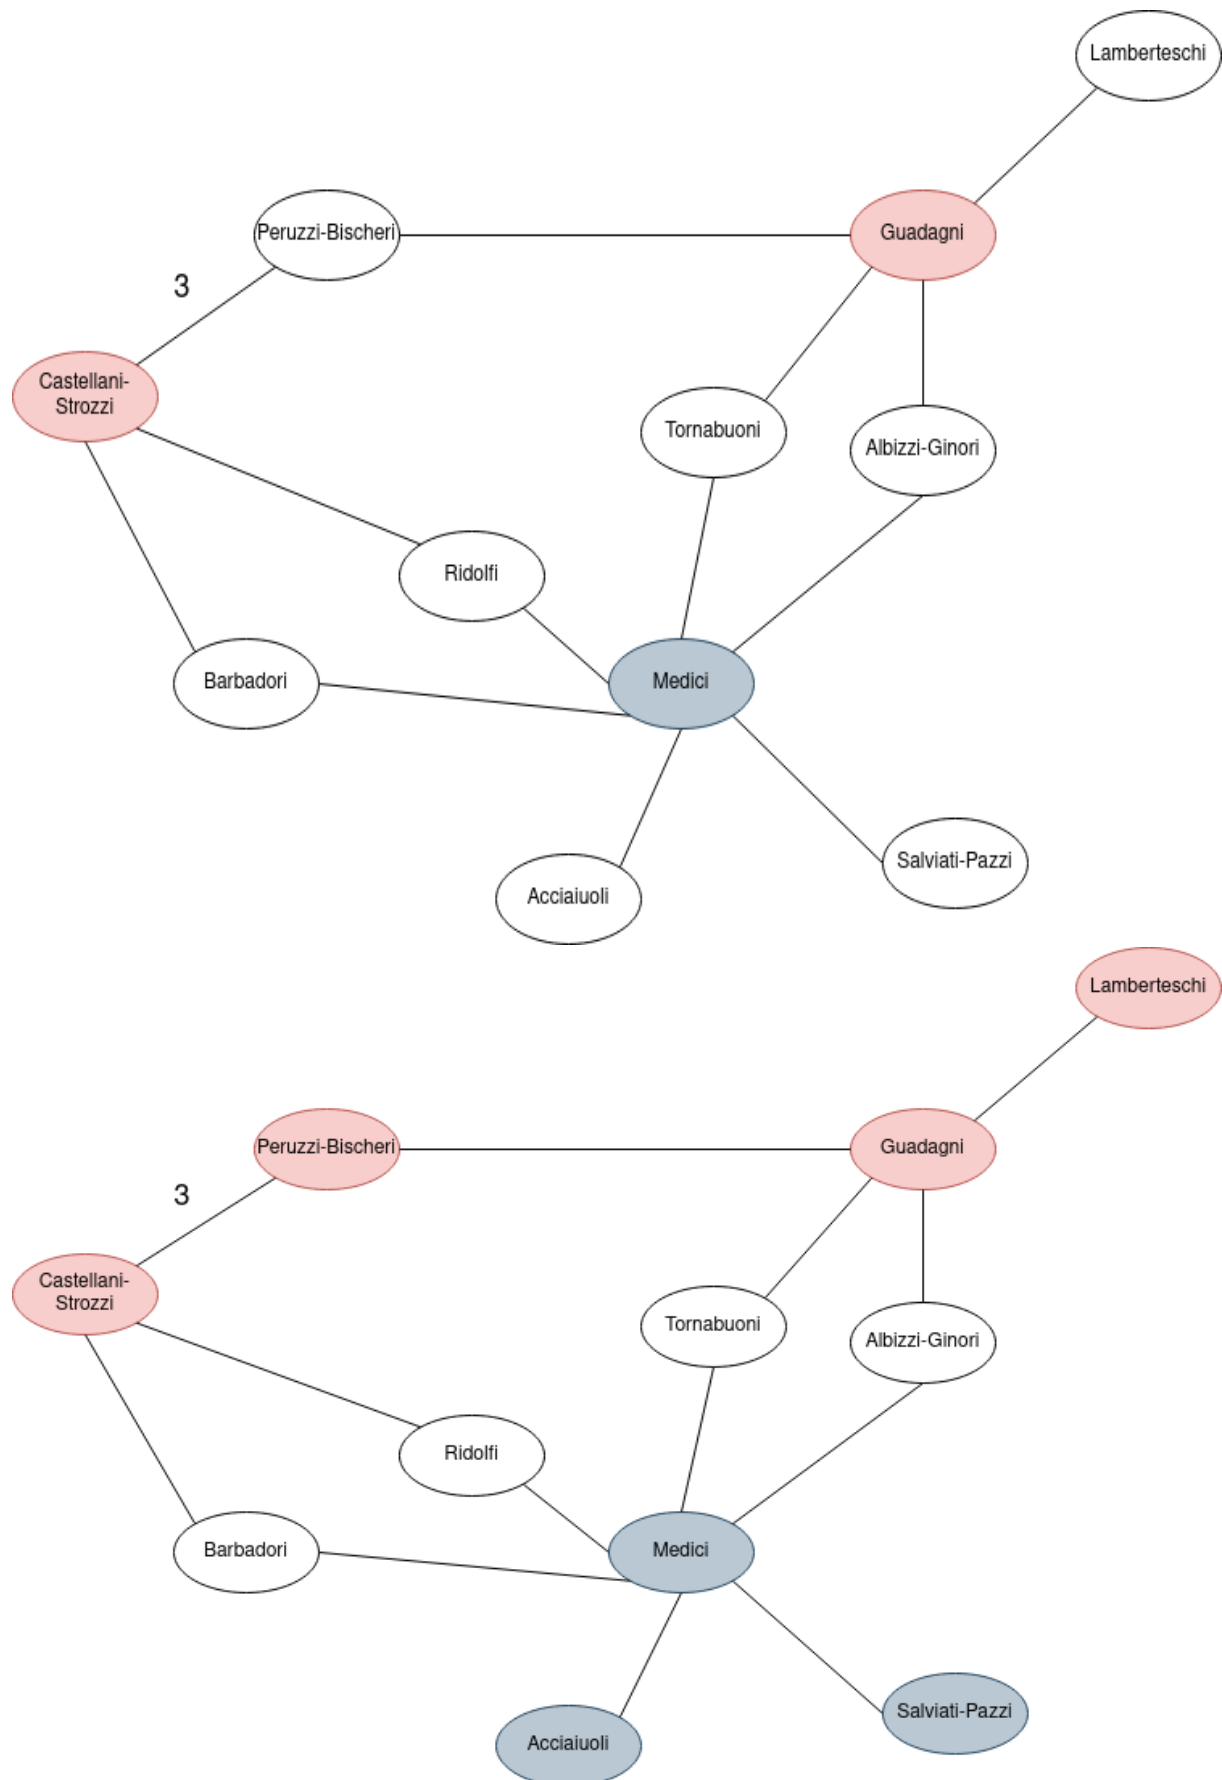 Lamberteschi
Peruzzi-Bischeri
Guadagni
3
Castellani-
Strozzi
Tornabuoni
Albizzi-Ginori
Ridolfi
Barbadori
Medici
Salviati-Pazzi
Acciaiuoli
Lamberteschi
Peruzzi-Bischeri
Guadagni
3
Castellani-
Strozzi
Tornabuoni
Albizzi-Ginori
Ridolfi
Barbadori
Medici
Salviati-Pazzi
Acciaiuoli